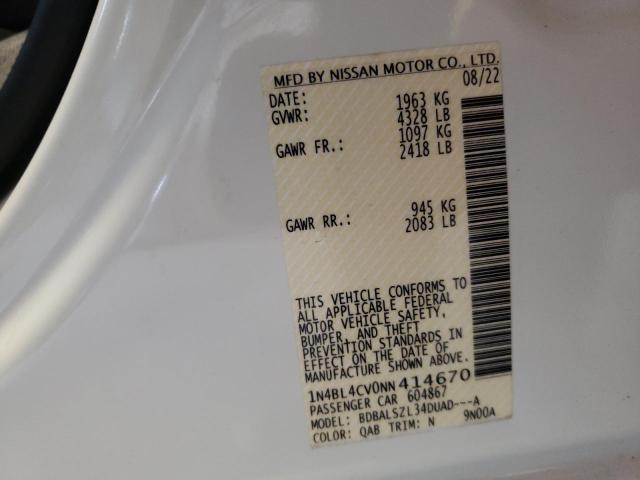 MFD BY NISSAN MOTOR CO., LTD.
DATE: 08/22
GVWR: 1963 KG
4328 LB
GAWR FR.: 1097 KG
2418 LB
GAWR RR.: 945 KG
2083 LB
THIS VEHICLE CONFORMS TO
ALL APPLICABLE FEDERAL
MOTOR VEHICLE SAFETY,
BUMPER, AND THEFT
PREVENTION STANDARDS IN
EFFECT ON THE DATE OF
MANUFACTURE SHOWN ABOVE.
1N4BL4CV0NN414670
PASSENGER CAR 604867
MODEL: BDBALSZL34DUAD---A
COLOR: QAB TRIM: N 9N00A